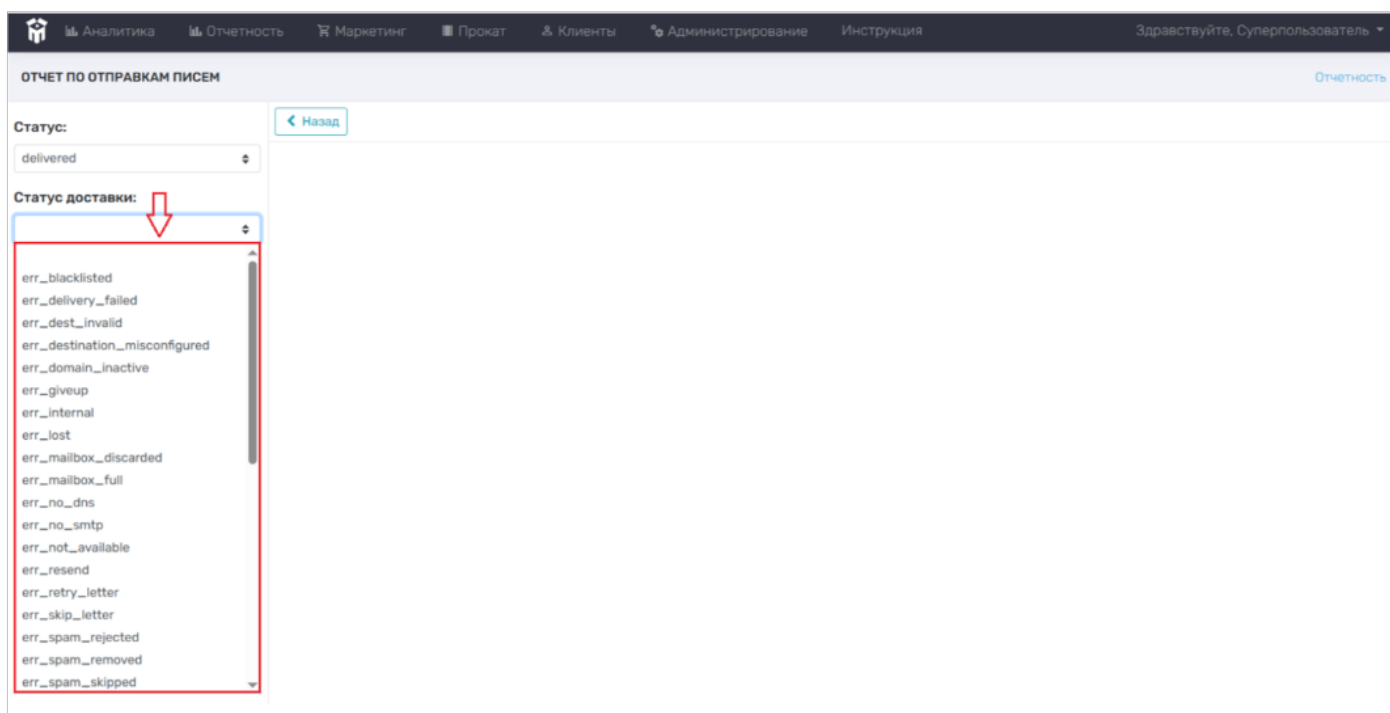 Аналитика Отчетность Маркетинг Прокат Клиенты Администрирование Инструкция Здравствуйте, Суперпользователь
ОТЧЕТ ПО ОТПРАВКАМ ПИСЕМ Отчетность
Статус:
Назад
delivered
Статус доставки:
err_blacklisted
err_delivery_failed
err_dest_invalid
err_destination_misconfigured
err_domain_inactive
err_giveup
err_internal
err_lost
err_mailbox_discarded
err_mailbox_full
err_no_dns
err_no_smtp
err_not_available
err_resend
err_retry_letter
err_skip_letter
err_spam_rejected
err_spam_removed
err_spam_skipped